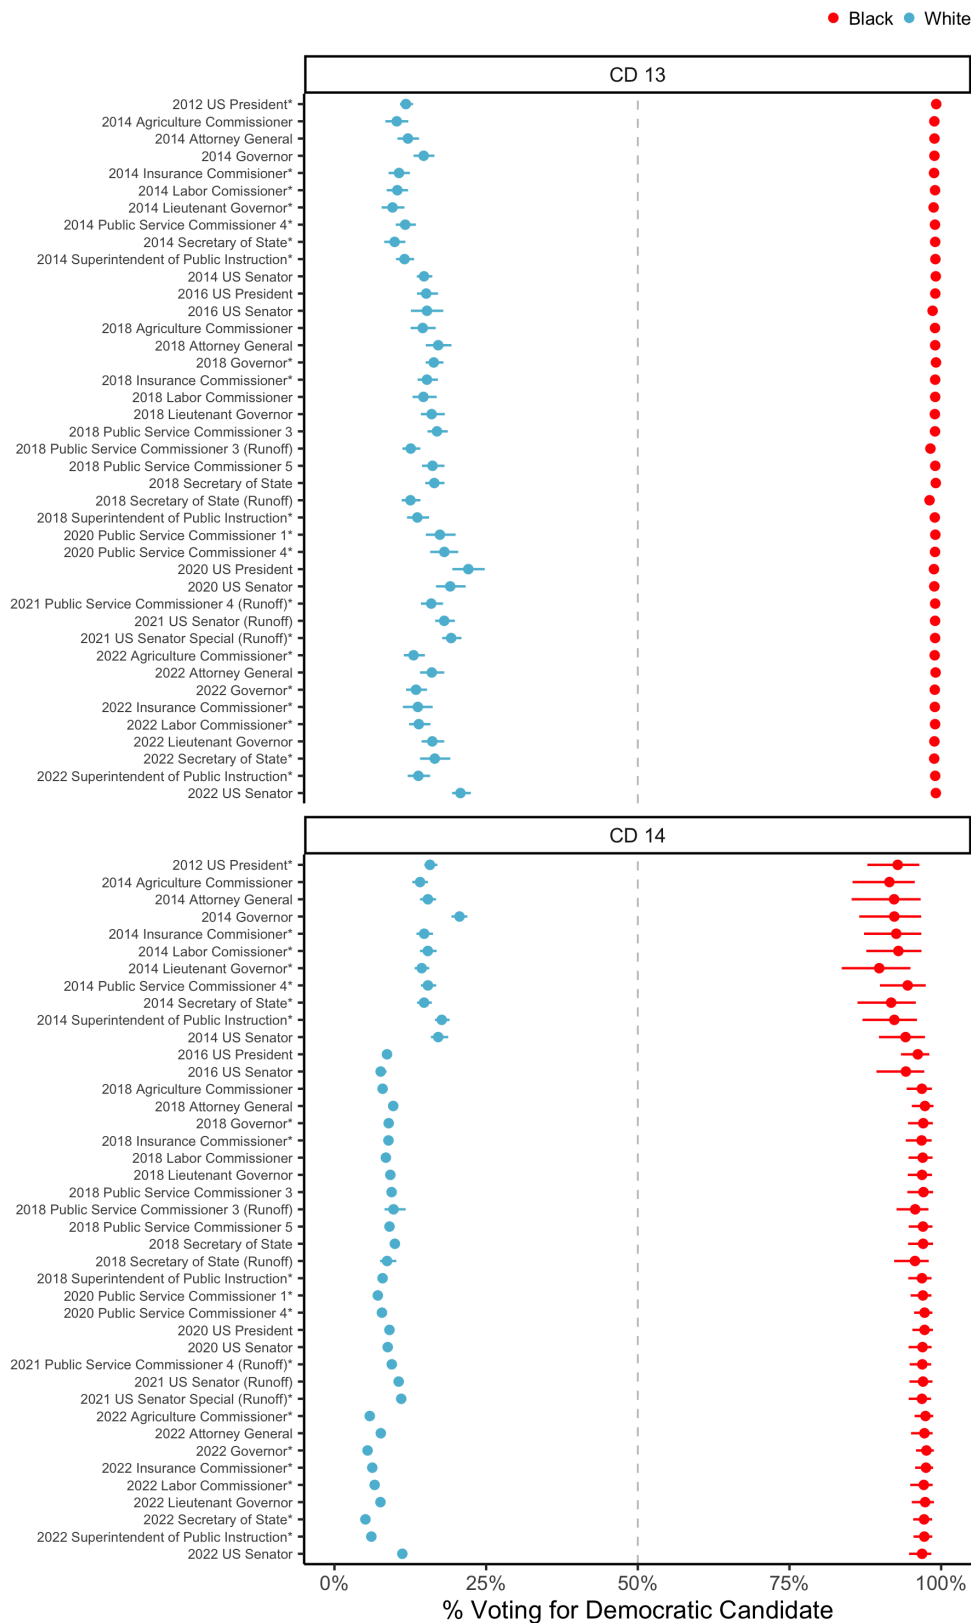 Black White
CD 13
2012 US President*
2014 Agriculture Commissioner
2014 Attorney General
2014 Governor
2014 Insurance Commisioner*
2014 Labor Comissioner*
2014 Lieutenant Governor*
2014 Public Service Commissioner 4*
2014 Secretary of State*
2014 Superintendent of Public Instruction*
2014 US Senator
2016 US President
2016 US Senator
2018 Agriculture Commissioner
2018 Attorney General
2018 Governor*
2018 Insurance Commissioner*
2018 Labor Commissioner
2018 Lieutenant Governor
2018 Public Service Commissioner 3
2018 Public Service Commissioner 3 (Runoff)
2018 Public Service Commissioner 5
2018 Secretary of State
2018 Secretary of State (Runoff)
2018 Superintendent of Public Instruction*
2020 Public Service Commissioner 1*
2020 Public Service Commissioner 4*
2020 US President
2020 US Senator
2021 Public Service Commissioner 4 (Runoff)*
2021 US Senator (Runoff)
2021 US Senator Special (Runoff)*
2022 Agriculture Commissioner*
2022 Attorney General
2022 Governor*
2022 Insurance Commissioner*
2022 Labor Commissioner*
2022 Lieutenant Governor
2022 Secretary of State*
2022 Superintendent of Public Instruction*
2022 US Senator
CD 14
2012 US President*
2014 Agriculture Commissioner
2014 Attorney General
2014 Governor
2014 Insurance Commisioner*
2014 Labor Comissioner*
2014 Lieutenant Governor*
2014 Public Service Commissioner 4*
2014 Secretary of State*
2014 Superintendent of Public Instruction*
2014 US Senator
2016 US President
2016 US Senator
2018 Agriculture Commissioner
2018 Attorney General
2018 Governor*
2018 Insurance Commissioner*
2018 Labor Commissioner
2018 Lieutenant Governor
2018 Public Service Commissioner 3
2018 Public Service Commissioner 3 (Runoff)
2018 Public Service Commissioner 5
2018 Secretary of State
2018 Secretary of State (Runoff)
2018 Superintendent of Public Instruction*
2020 Public Service Commissioner 1*
2020 Public Service Commissioner 4*
2020 US President
2020 US Senator
2021 Public Service Commissioner 4 (Runoff)*
2021 US Senator (Runoff)
2021 US Senator Special (Runoff)*
2022 Agriculture Commissioner*
2022 Attorney General
2022 Governor*
2022 Insurance Commissioner*
2022 Labor Commissioner*
2022 Lieutenant Governor
2022 Secretary of State*
2022 Superintendent of Public Instruction*
2022 US Senator
0% 25% 50% 75% 100%
% Voting for Democratic Candidate